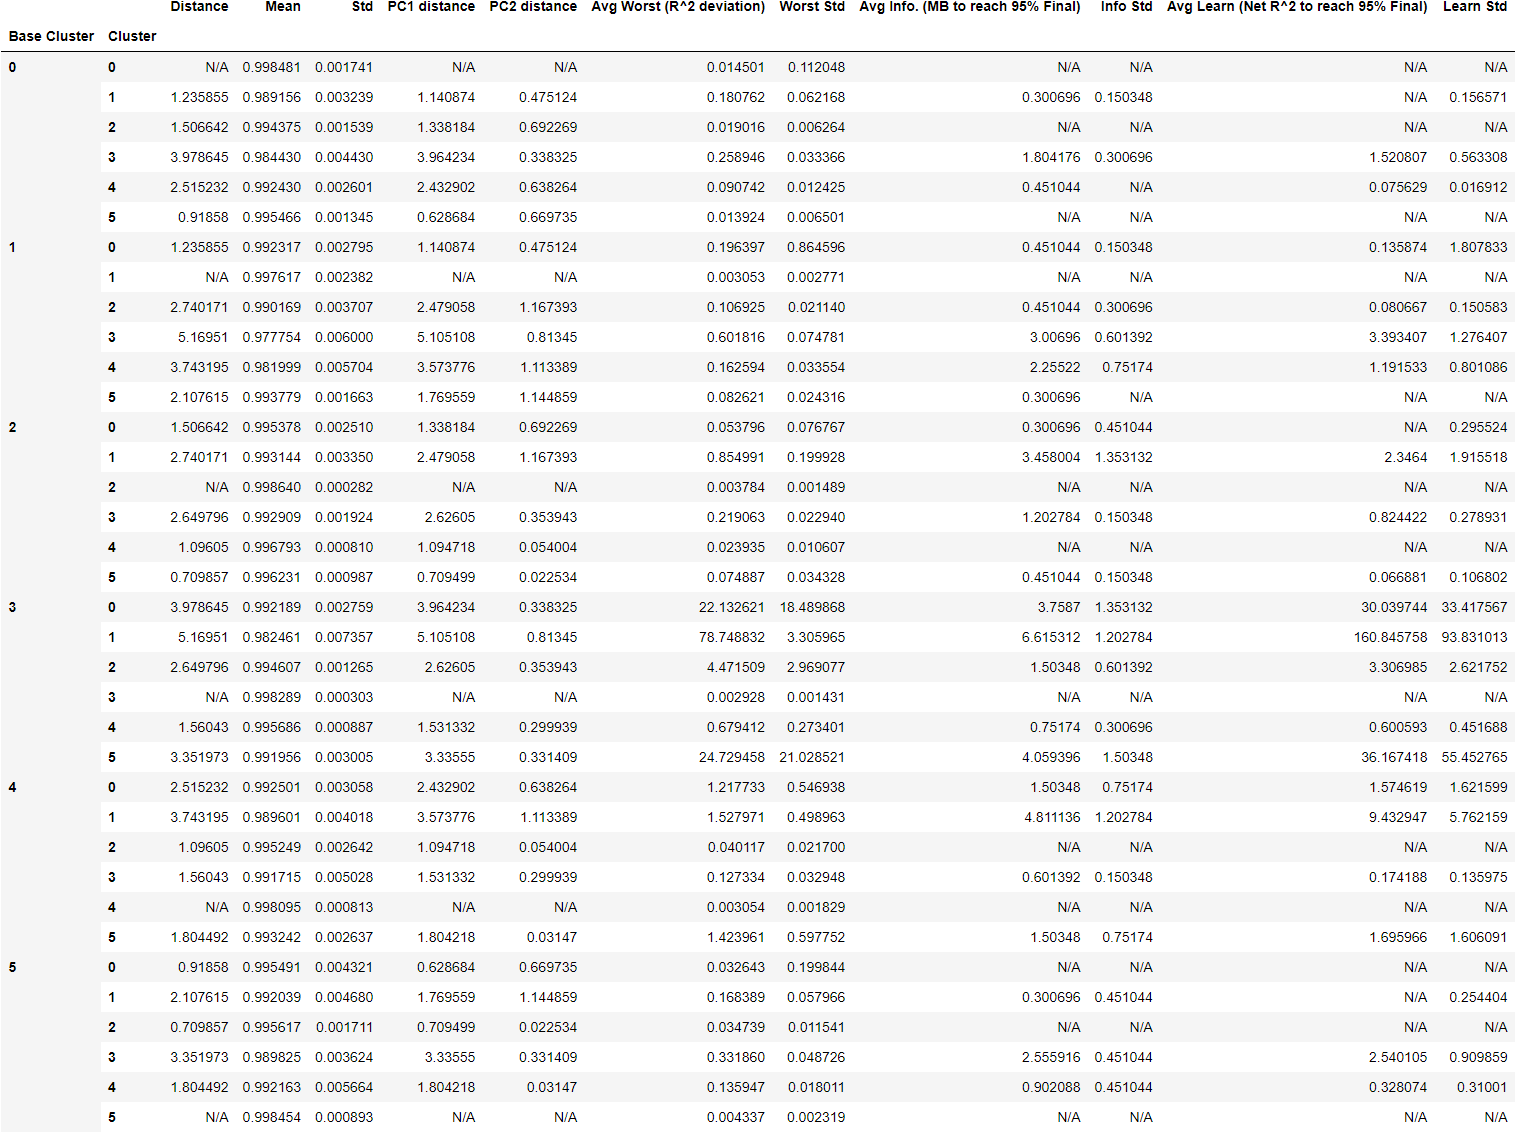 Distance Mean Std PC1 distance PC2 distance Avg Worst (R^2 deviation) Worst Std Avg Info. (MB to reach 95% Final) Info Std Avg Learn (Net R^2 to reach 95% Final) Learn Std
Base Cluster Cluster
0 0 N/A 0.998481 0.001741 N/A N/A 0.014501 0.112048 N/A N/A N/A N/A
1 1.235855 0.989156 0.003239 1.140874 0.475124 0.180762 0.062168 0.300696 0.150348 N/A 0.156571
2 1.506642 0.994375 0.001539 1.338184 0.692269 0.019016 0.006264 N/A N/A N/A N/A
3 3.978645 0.984430 0.004430 3.964234 0.338325 0.258946 0.033366 1.804176 0.300696 1.520807 0.563308
4 2.515232 0.992430 0.002601 2.432902 0.638264 0.090742 0.012425 0.451044 N/A 0.075629 0.016912
5 0.91858 0.995466 0.001345 0.628684 0.669735 0.013924 0.006501 N/A N/A N/A N/A
1 0 1.235855 0.992317 0.002795 1.140874 0.475124 0.196397 0.864596 0.451044 0.150348 0.135874 1.807833
1 N/A 0.997617 0.002382 N/A N/A 0.003053 0.002771 N/A N/A N/A N/A
2 2.740171 0.990169 0.003707 2.479058 1.167393 0.106925 0.021140 0.451044 0.300696 0.080667 0.150583
3 5.16951 0.977754 0.006000 5.105108 0.81345 0.601816 0.074781 3.00696 0.601392 3.393407 1.276407
4 3.743195 0.981999 0.005704 3.573776 1.113389 0.162594 0.033554 2.25522 0.75174 1.191533 0.801086
5 2.107615 0.993779 0.001663 1.769559 1.144859 0.082621 0.024316 0.300696 N/A N/A N/A
2 0 1.506642 0.995378 0.002510 1.338184 0.692269 0.053796 0.076767 0.300696 0.451044 N/A 0.295524
1 2.740171 0.993144 0.003350 2.479058 1.167393 0.854991 0.199928 3.458004 1.353132 2.3464 1.915518
2 N/A 0.998640 0.000282 N/A N/A 0.003784 0.001489 N/A N/A N/A N/A
3 2.649796 0.992909 0.001924 2.62605 0.353943 0.219063 0.022940 1.202784 0.150348 0.824422 0.278931
4 1.09605 0.996793 0.000810 1.094718 0.054004 0.023935 0.010607 N/A N/A N/A N/A
5 0.709857 0.996231 0.000987 0.709499 0.022534 0.074887 0.034328 0.451044 0.150348 0.066881 0.106802
3 0 3.978645 0.992189 0.002759 3.964234 0.338325 22.132621 18.489868 3.7587 1.353132 30.039744 33.417567
1 5.16951 0.982461 0.007357 5.105108 0.81345 78.748832 3.305965 6.615312 1.202784 160.845758 93.831013
2 2.649796 0.994607 0.001265 2.62605 0.353943 4.471509 2.969077 1.50348 0.601392 3.306985 2.621752
3 N/A 0.998289 0.000303 N/A N/A 0.002928 0.001431 N/A N/A N/A N/A
4 1.56043 0.995686 0.000887 1.531332 0.299939 0.679412 0.273401 0.75174 0.300696 0.600593 0.451688
5 3.351973 0.991956 0.003005 3.33555 0.331409 24.729458 21.028521 4.059396 1.50348 36.167418 55.452765
4 0 2.515232 0.992501 0.003058 2.432902 0.638264 1.217733 0.546938 1.50348 0.75174 1.574619 1.621599
1 3.743195 0.989601 0.004018 3.573776 1.113389 1.527971 0.498963 4.811136 1.202784 9.432947 5.762159
2 1.09605 0.995249 0.002642 1.094718 0.054004 0.040117 0.021700 N/A N/A N/A N/A
3 1.56043 0.991715 0.005028 1.531332 0.299939 0.127334 0.032948 0.601392 0.150348 0.174188 0.135975
4 N/A 0.998095 0.000813 N/A N/A 0.003054 0.001829 N/A N/A N/A N/A
5 1.804492 0.993242 0.002637 1.804218 0.03147 1.423961 0.597752 1.50348 0.75174 1.695966 1.606091
5 0 0.91858 0.995491 0.004321 0.628684 0.669735 0.032643 0.199844 N/A N/A N/A N/A
1 2.107615 0.992039 0.004680 1.769559 1.144859 0.168389 0.057966 0.300696 0.451044 N/A 0.254404
2 0.709857 0.995617 0.001711 0.709499 0.022534 0.034739 0.011541 N/A N/A N/A N/A
3 3.351973 0.989825 0.003624 3.33555 0.331409 0.331860 0.048726 2.555916 0.451044 2.540105 0.909859
4 1.804492 0.992163 0.005664 1.804218 0.03147 0.135947 0.018011 0.902088 0.451044 0.328074 0.31001
5 N/A 0.998454 0.000893 N/A N/A 0.004337 0.002319 N/A N/A N/A N/A